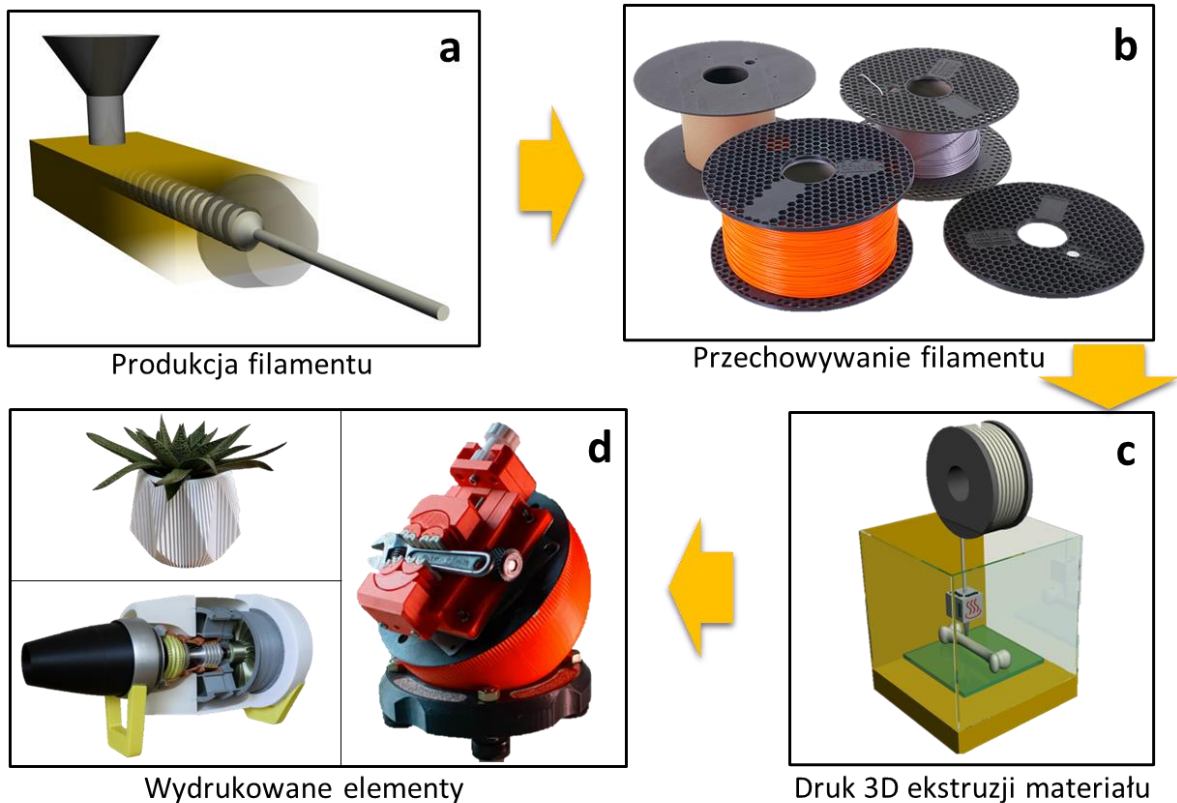 a
Produkcja filamentu
b
Przechowywanie filamentu
c
Druk 3D ekstruzji materiału
d
Wydrukowane elementy